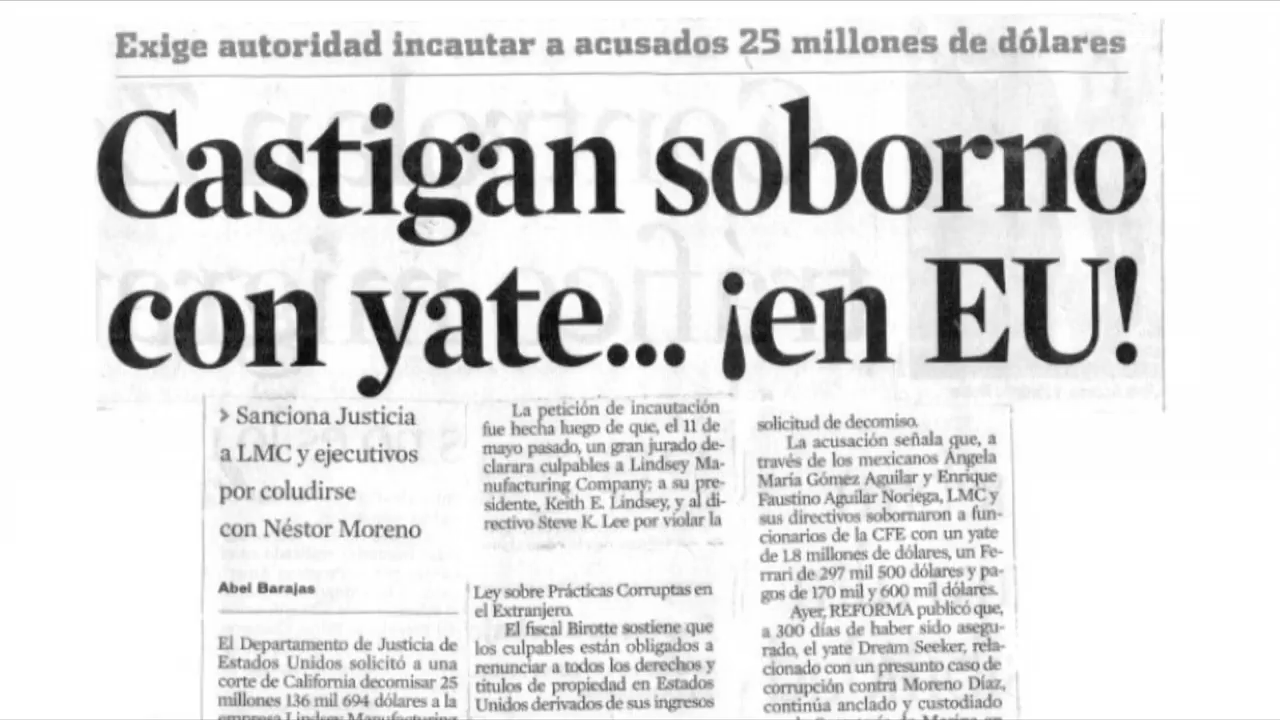 Exige autoridad incautar a acusados 25 millones de dólares
Castigan soborno
con yate... ¡en EU!
> Sanciona Justicia
a LMC y ejecutivos
por coludirse
con Néstor Moreno
Abel Barajas
El Departamento de Justicia de
Estados Unidos solicitó a una
corte de California decomisar 25
millones 136 mil 694 dólares a la
empresa Lindsey Manufacturing
La petición de incautación
fue hecha luego de que, el 11 de
mayo pasado, un gran jurado de-
clarara culpables a Lindsey Ma-
nufacturing Company; a su pre-
sidente, Keith E. Lindsey, y al di-
rectivo Steve K. Lee por violar la
Ley sobre Prácticas Corruptas en
el Extranjero.
El fiscal Birotte sostiene que
los culpables están obligados a
renunciar a todos los derechos y
títulos de propiedad en Estados
Unidos derivados de sus ingresos
solicitud de decomiso.
La acusación señala que, a
través de los mexicanos Ángela
María Gómez Aguilar y Enrique
Faustino Aguilar Noriega, LMC y
sus directivos sobornaron a fun-
cionarios de la CFE con un yate
de 1.8 millones de dólares, un Fe-
rrari de 297 mil 500 dólares y pa-
gos de 170 mil y 600 mil dólares.
Ayer, REFORMA publicó que,
a 300 días de haber sido asegu-
rado, el yate Dream Seeker, rela-
cionado con un presunto caso de
corrupción contra Moreno Díaz,
continúa anclado y custodiado